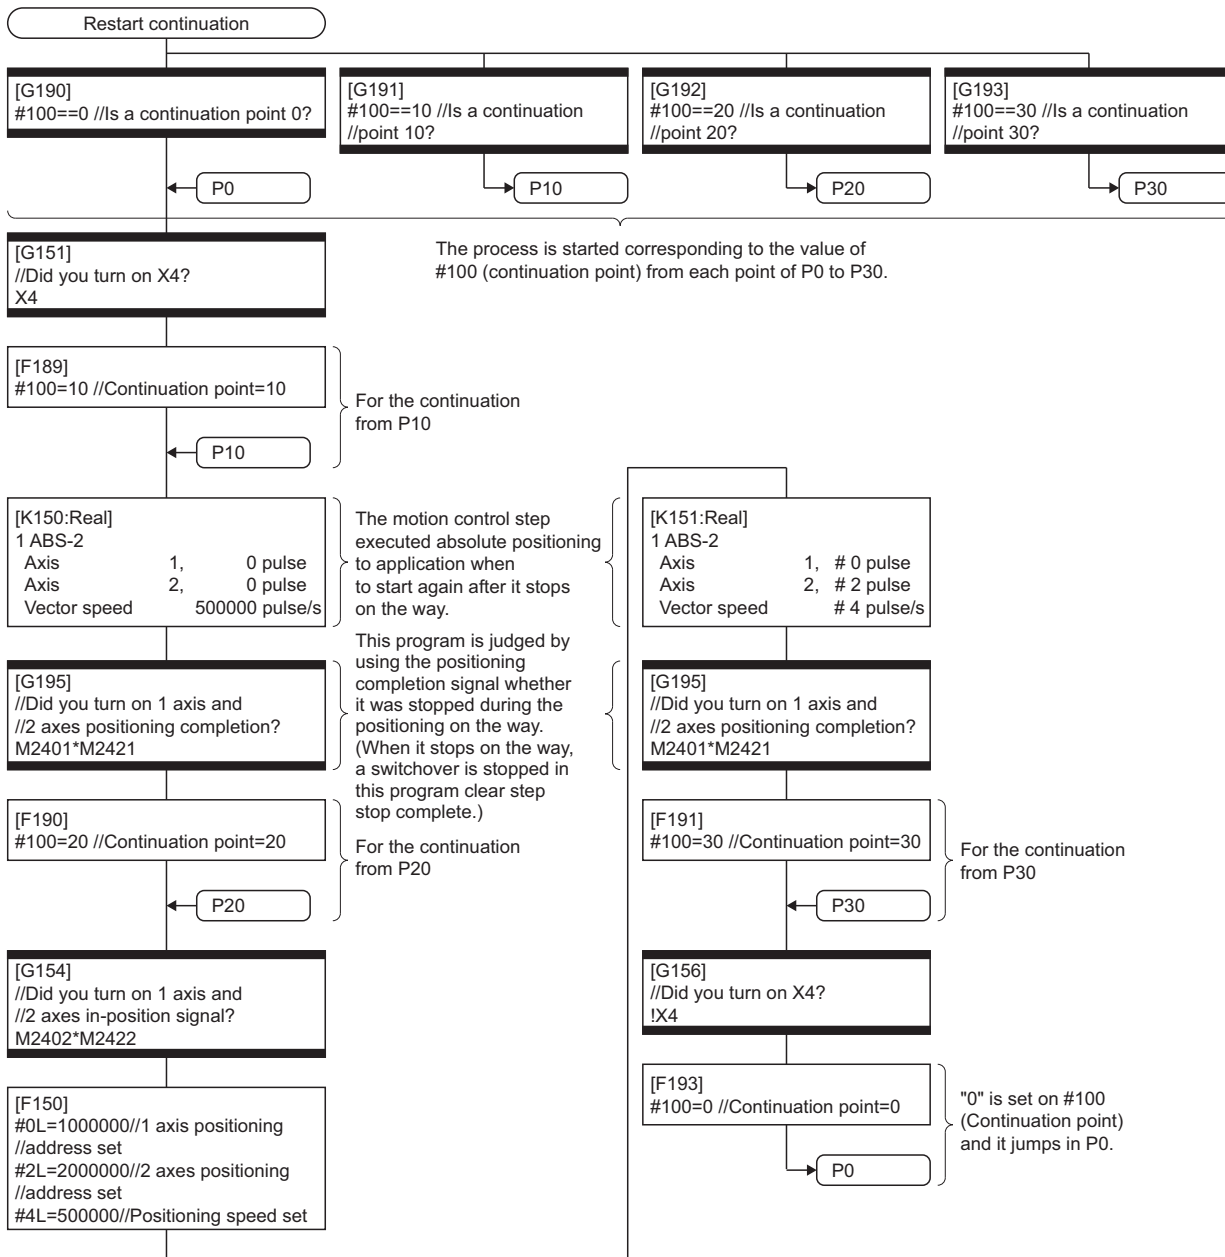 Restart continuation
[G190]
#100==0 //Is a continuation point 0?
[G191]
#100==10 //Is a continuation
//point 10?
[G192]
#100==20 //Is a continuation
//point 20?
[G193]
#100==30 //Is a continuation
//point 30?
P0
P10
P20
P30
The process is started corresponding to the value of
#100 (continuation point) from each point of P0 to P30.
[G151]
//Did you turn on X4?
X4
[F189]
#100=10 //Continuation point=10
For the continuation
from P10
P10
[K150:Real]
1 ABS-2
Axis 1, 0 pulse
Axis 2, 0 pulse
Vector speed 500000 pulse/s
The motion control step
executed absolute positioning
to application when
to start again after it stops
on the way.
[G195]
//Did you turn on 1 axis and
//2 axes positioning completion?
M2401*M2421
This program is judged by
using the positioning
completion signal whether
it was stopped during the
positioning on the way.
(When it stops on the way,
a switchover is stopped in
this program clear step
stop complete.)
[F190]
#100=20 //Continuation point=20
For the continuation
from P20
P20
[G154]
//Did you turn on 1 axis and
//2 axes in-position signal?
M2402*M2422
[F150]
#0L=1000000//1 axis positioning
//address set
#2L=2000000//2 axes positioning
//address set
#4L=500000//Positioning speed set
[K151:Real]
1 ABS-2
Axis 1, # 0 pulse
Axis 2, # 2 pulse
Vector speed # 4 pulse/s
[G195]
//Did you turn on 1 axis and
//2 axes positioning completion?
M2401*M2421
[F191]
#100=30 //Continuation point=30
For the continuation
from P30
P30
[G156]
//Did you turn on X4?
!X4
[F193]
#100=0 //Continuation point=0
"0" is set on #100
(Continuation point)
and it jumps in P0.
P0